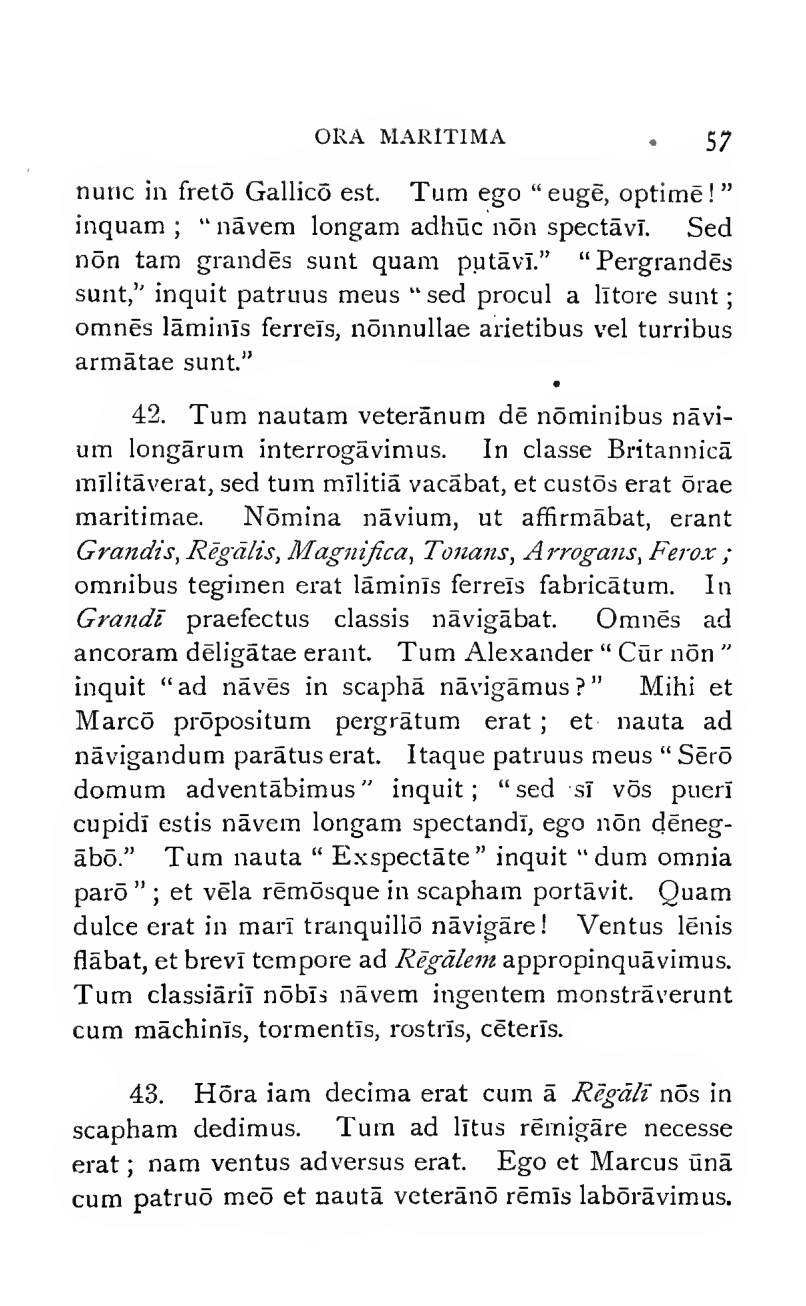 ORA MARITIMA 57
nunc in fretō Gallicō est. Tum ego “eugē, optimē!”
inquam ; “nāvem longam adhūc nōn spectāvī. Sed
nōn tam grandēs sunt quam putāvī.” “Pergrandēs
sunt,” inquit patruus meus “sed procul a lītore sunt ;
omnēs lāminīs ferreīs, nōnnullae arietibus vel turribus
armātae sunt.”
42. Tum nautam veterānum dē nōminibus nāvi-
um longārum interrogāvimus. In classe Britannicā
mīlitāverat, sed tum mīlitiā vacābat, et custōs erat ōrae
maritimae. Nōmina nāvium, ut affirmābat, erant
Grandis, Rēgālis, Magnifica, Tonans, Arrogans, Ferox ;
omnibus tegimen erat lāminīs ferreīs fabricātum. In
Grandī praefectus classis nāvigābat. Omnēs ad
ancoram dēligātae erant. Tum Alexander “Cūr nōn”
inquit “ad nāvēs in scaphā nāvigāmus?” Mihi et
Marcō prōpositum pergrātum erat ; et nauta ad
nāvigandum parātus erat. Itaque patruus meus “Sērō
domum adventābimus” inquit ; “sed sī vōs puerī
cupidī estis nāvem longam spectandī, ego nōn dēneg-
ābō.” Tum nauta “Exspectāte” inquit “dum omnia
parō” ; et vēla rēmōsque in scapham portāvit. Quam
dulce erat in marī tranquillō nāvigāre! Ventus lēnis
flābat, et brevī tempore ad Rēgālem appropinquāvimus.
Tum classiāriī nōbīs nāvem ingentem monstrāverunt
cum māchinīs, tormentīs, rostrīs, cēterīs.
43. Hōra iam decima erat cum ā Rēgālī nōs in
scapham dedimus. Tum ad lītus rēmigāre necesse
erat ; nam ventus adversus erat. Ego et Marcus ūnā
cum patruō meō et nautā veterānō rēmīs labōrāvimus.